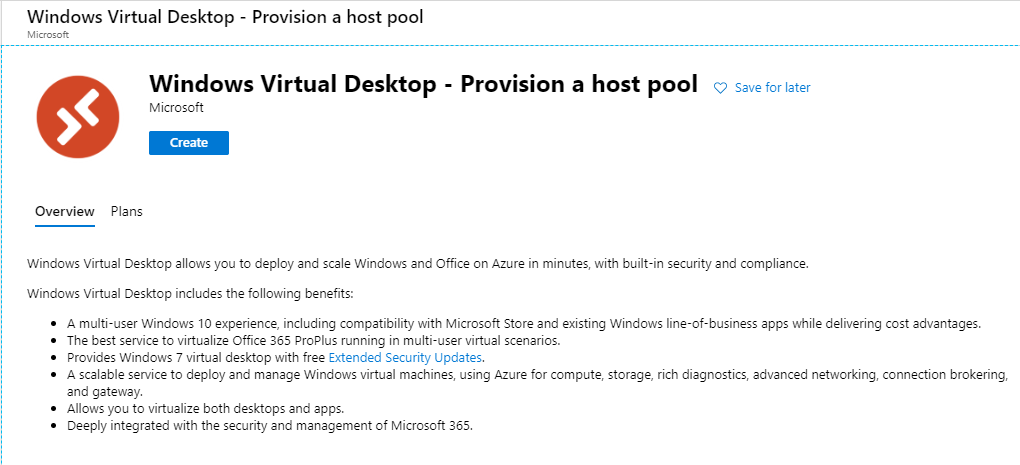 Windows Virtual Desktop - Provision a host pool
Microsoft
Windows Virtual Desktop - Provision a host pool
Save for later
Microsoft
Create
Overview Plans
Windows Virtual Desktop allows you to deploy and scale Windows and Office on Azure in minutes, with built-in security and compliance.
Windows Virtual Desktop includes the following benefits:
• A multi-user Windows 10 experience, including compatibility with Microsoft Store and existing Windows line-of-business apps while delivering cost advantages.
• The best service to virtualize Office 365 ProPlus running in multi-user virtual scenarios.
• Provides Windows 7 virtual desktop with free Extended Security Updates.
• A scalable service to deploy and manage Windows virtual machines, using Azure for compute, storage, rich diagnostics, advanced networking, connection brokering,
and gateway.
• Allows you to virtualize both desktops and apps.
• Deeply integrated with the security and management of Microsoft 365.